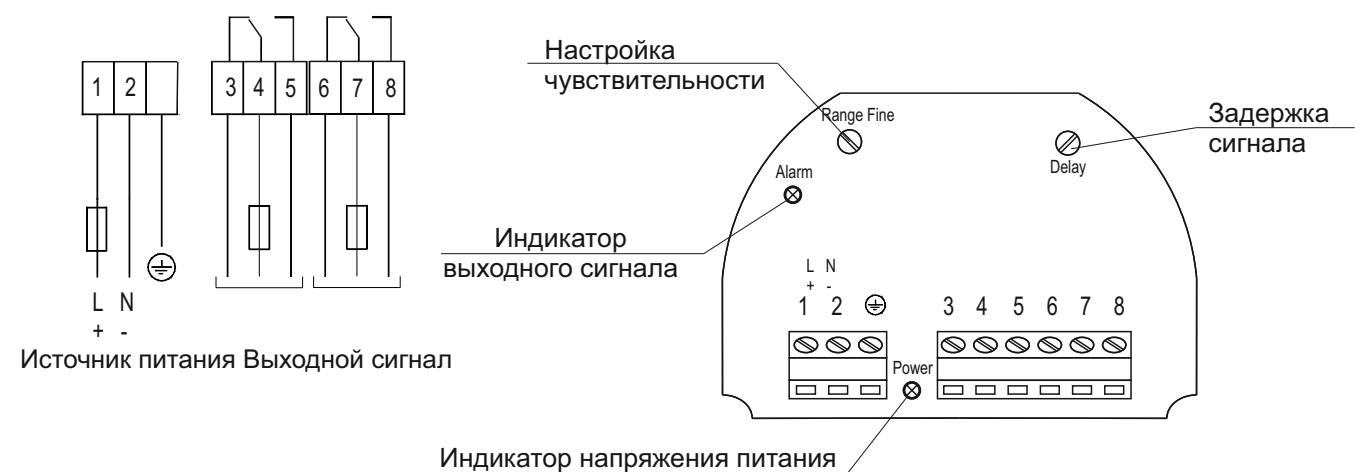 1 2
3 4 5 6 7 8
L N
+ -
Источник питания Выходной сигнал
Настройка
чувствительности
Range Fine
Задержка
сигнала
Delay
Alarm
Индикатор
выходного сигнала
L N
+ -
1 2 3 4 5 6 7 8
Power
Индикатор напряжения питания